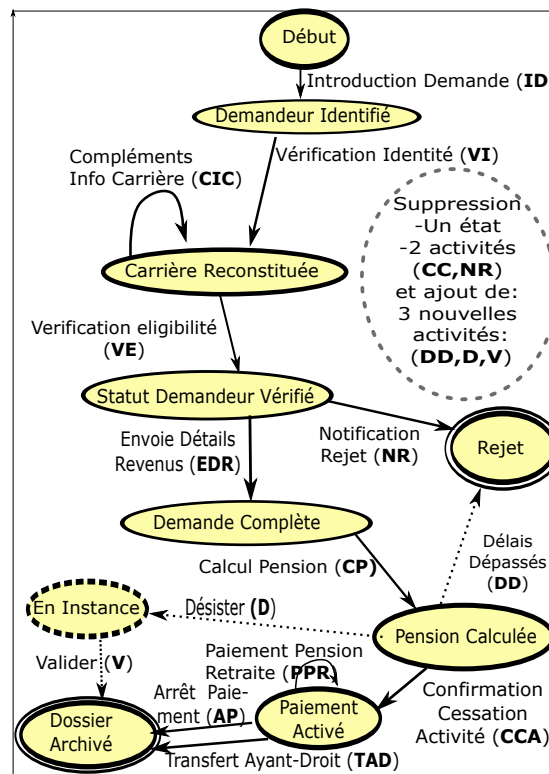 Début
Introduction Demande (ID)
Demandeur Identifié
Compléments
Info Carrière (CIC)
Vérification Identité (VI)
Suppression
-Un état
-2 activités
(CC,NR)
et ajout de:
3 nouvelles
activités:
(DD,D,V)
Carrière Reconstituée
Verification eligibilité
(VE)
Statut Demandeur Vérifié
Envoie Détails
Revenus (EDR)
Notification
Rejet (NR)
Rejet
Demande Complète
Calcul Pension (CP)
Délais
Dépassés
(DD)
En Instance
Désister (D)
Pension Calculée
Valider (V)
Paiement Pension
Retraite (PPR)
Arrêt Paie-
ment (AP)
Confirmation
Cessation
Activité (CCA)
Dossier
Archivé
Paiement
Activé
Transfert Ayant-Droit (TAD)